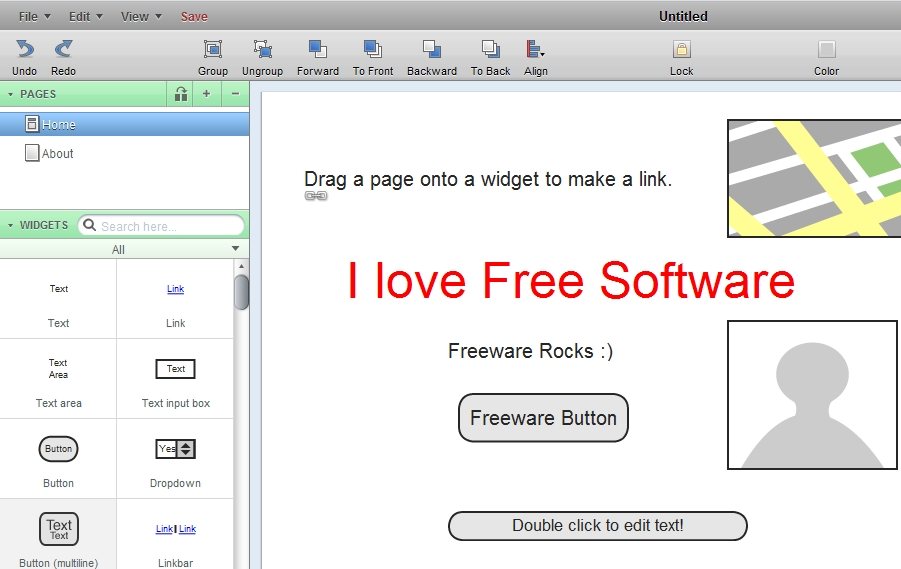 File Edit View Save Untitled
Undo Redo Group Ungroup Forward To Front Backward To Back Align Lock Color
PAGES + −
Home
About
WIDGETS Search here...
All
Text Link
Text Link
Text
Area
Text
Text area Text input box
Button Yes
Button Dropdown
Text
Text
Link Link
Button (multiline) Linkbar
Drag a page onto a widget to make a link.
I love Free Software
Freeware Rocks :)
Freeware Button
Double click to edit text!